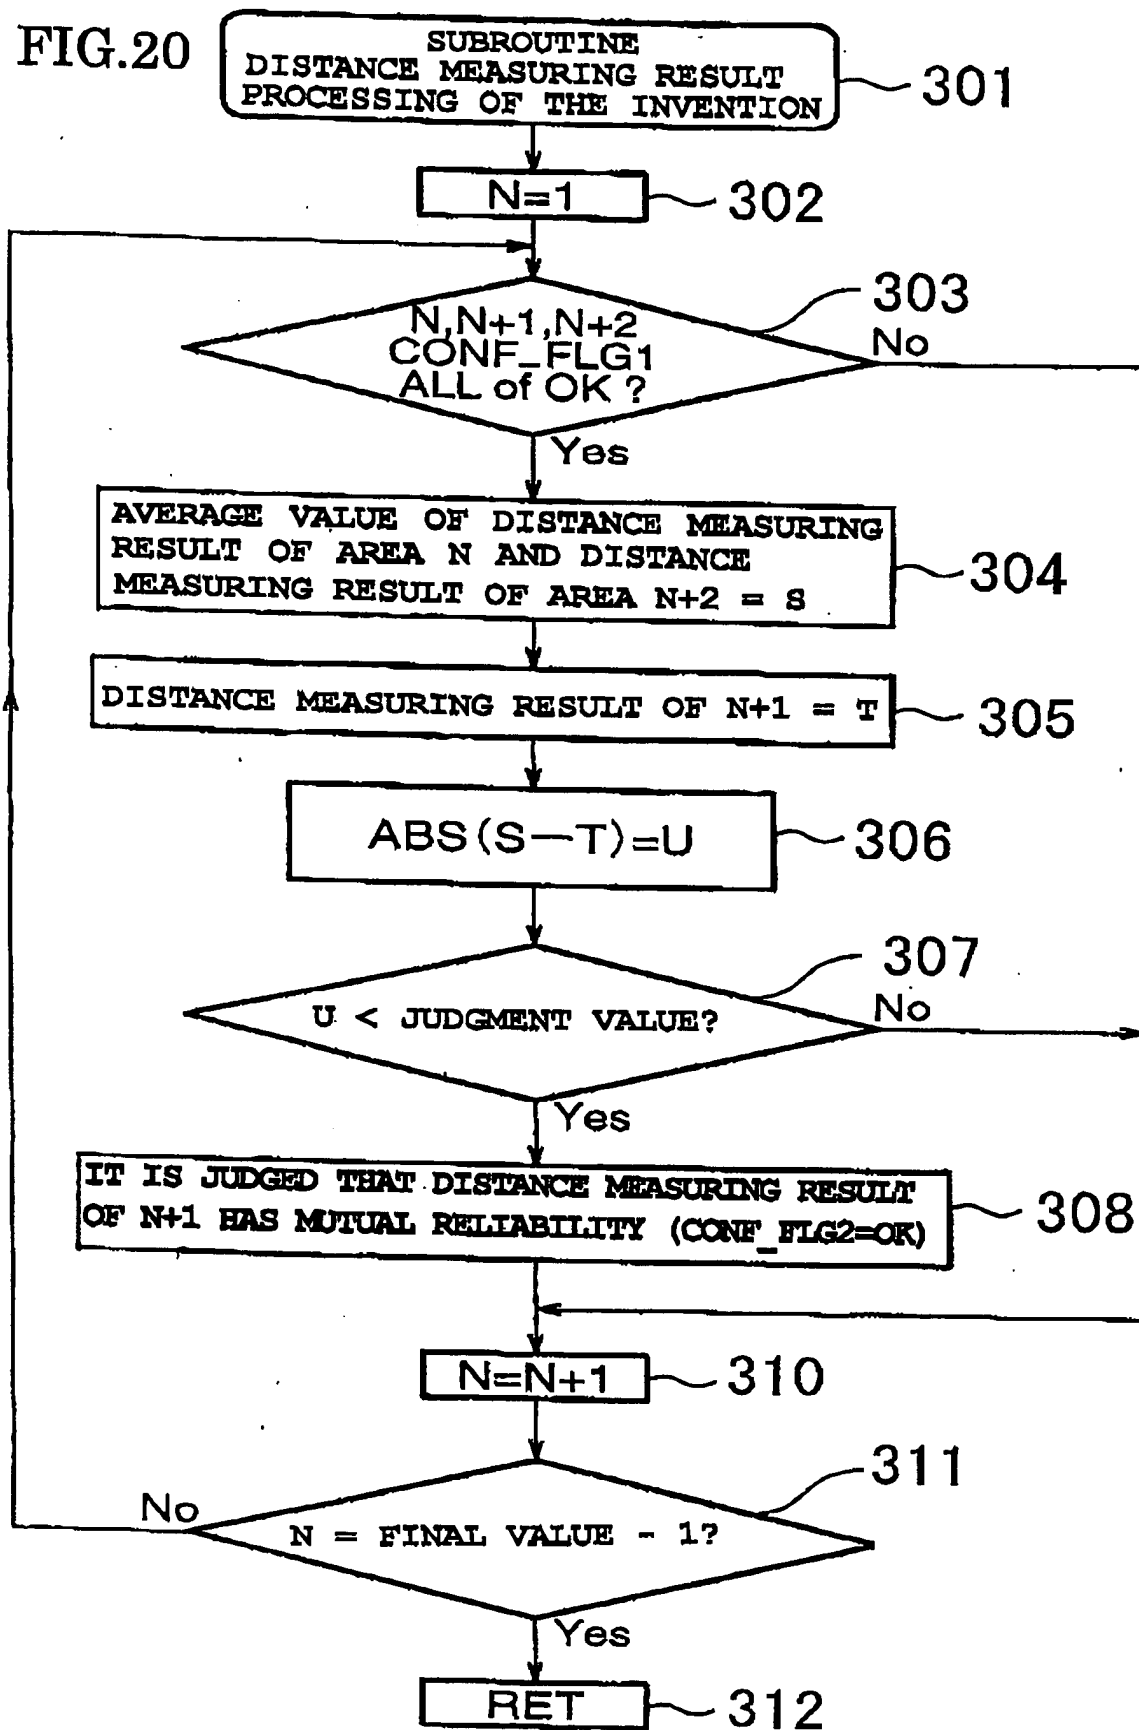 FIG.20
SUBROUTINE
DISTANCE MEASURING RESULT
PROCESSING OF THE INVENTION
301
N=1
302
303
N,N+1,N+2
CONF_FLG1
ALL of OK ?
No
Yes
AVERAGE VALUE OF DISTANCE MEASURING
RESULT OF AREA N AND DISTANCE
MEASURING RESULT OF AREA N+2 = S
304
DISTANCE MEASURING RESULT OF N+1 = T
305
ABS(S—T)=U
306
307
U < JUDGMENT VALUE?
No
Yes
IT IS JUDGED THAT DISTANCE MEASURING RESULT
OF N+1 HAS MUTUAL RELIABILITY (CONF_FLG2=OK)
308
N=N+1
310
311
No
N = FINAL VALUE - 1?
Yes
RET
312